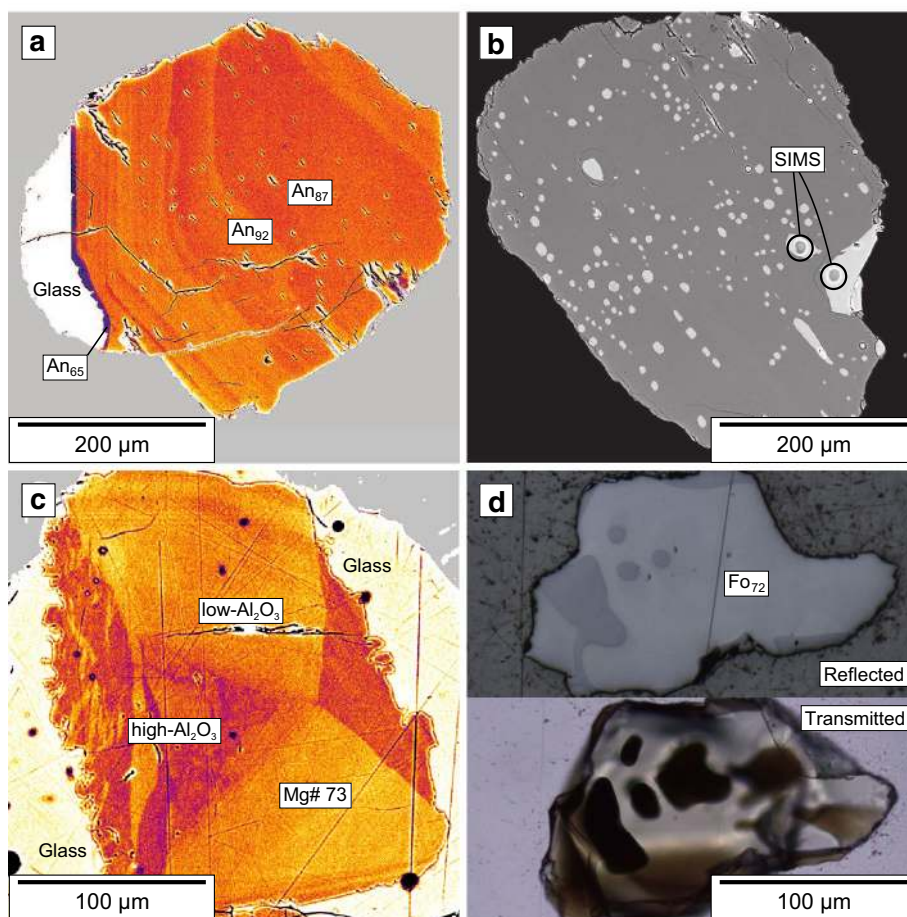 a
An₈₇
An₉₂
Glass
An₆₅
200 µm
b
SIMS
200 µm
c
Glass
low-Al₂O₃
high-Al₂O₃
Mg# 73
Glass
100 µm
d
Fo₇₂
Reflected
Transmitted
100 µm